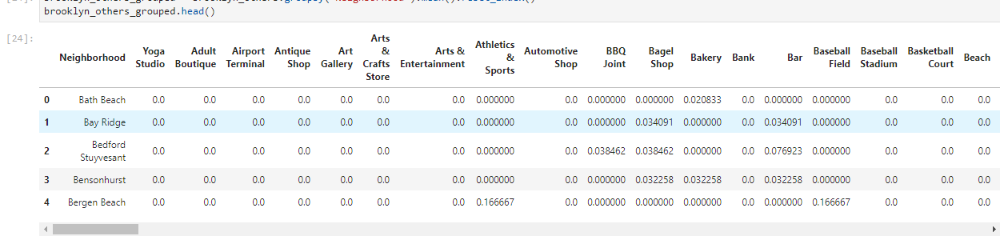 brooklyn_others_grouped.head()
[24]:
Neighborhood Yoga Studio Adult Boutique Airport Terminal Antique Shop Art Gallery Arts & Crafts Store Arts & Entertainment Athletics & Sports Automotive Shop BBQ Joint Bagel Shop Bakery Bank Bar Baseball Field Baseball Stadium Basketball Court Beach
0 Bath Beach 0.0 0.0 0.0 0.0 0.0 0.0 0.0 0.000000 0.0 0.000000 0.000000 0.020833 0.0 0.000000 0.000000 0.0 0.0 0.0
1 Bay Ridge 0.0 0.0 0.0 0.0 0.0 0.0 0.0 0.000000 0.0 0.000000 0.034091 0.000000 0.0 0.034091 0.000000 0.0 0.0 0.0
2 Bedford Stuyvesant 0.0 0.0 0.0 0.0 0.0 0.0 0.0 0.000000 0.0 0.038462 0.038462 0.000000 0.0 0.076923 0.000000 0.0 0.0 0.0
3 Bensonhurst 0.0 0.0 0.0 0.0 0.0 0.0 0.0 0.000000 0.0 0.000000 0.032258 0.032258 0.0 0.032258 0.000000 0.0 0.0 0.0
4 Bergen Beach 0.0 0.0 0.0 0.0 0.0 0.0 0.0 0.166667 0.0 0.000000 0.000000 0.000000 0.0 0.000000 0.166667 0.0 0.0 0.0